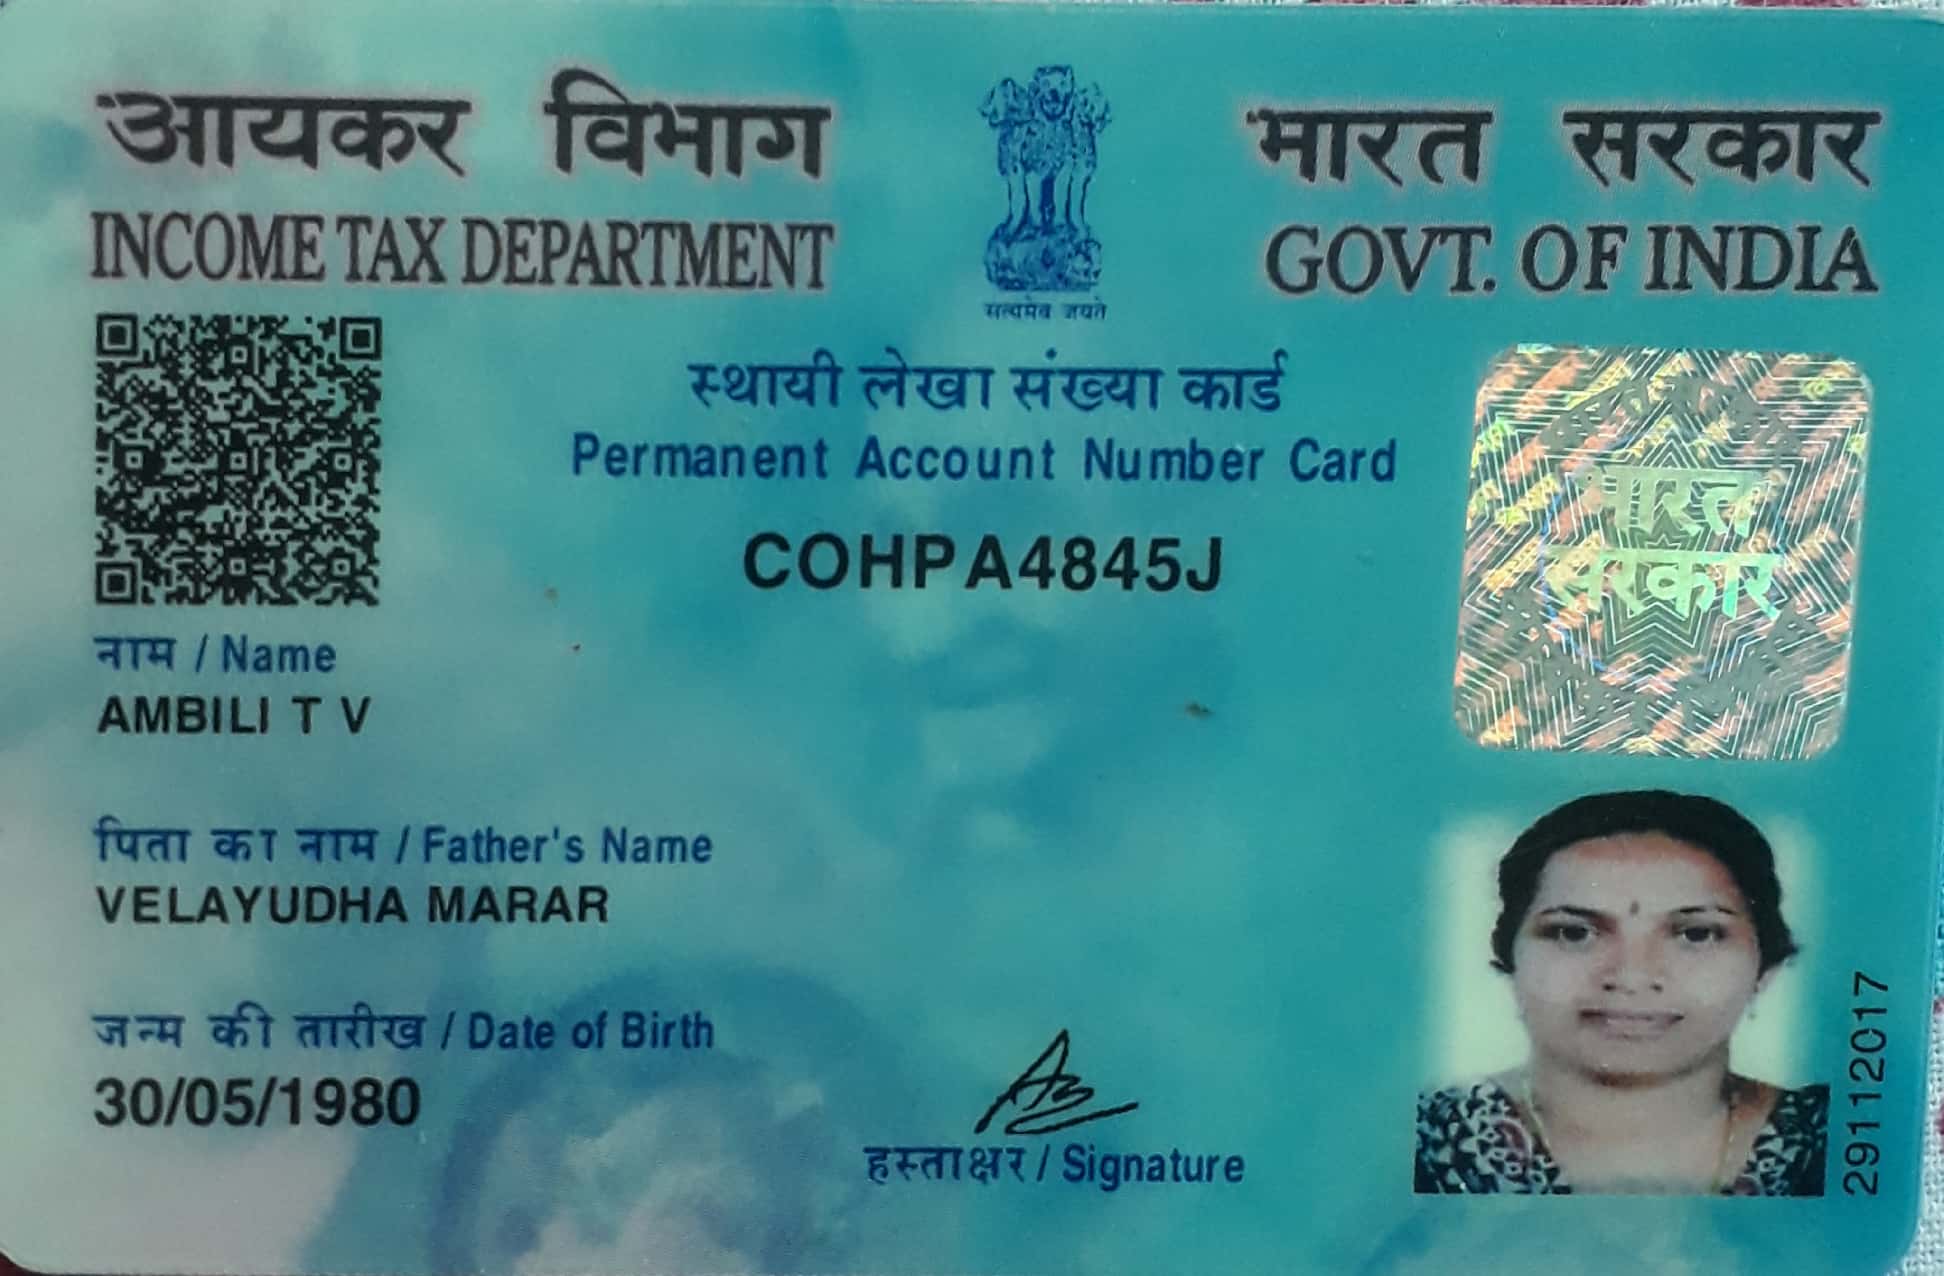 आयकर विभाग
INCOME TAX DEPARTMENT
सत्यमेव जयते
भारत सरकार
GOVT. OF INDIA
स्थायी लेखा संख्या कार्ड
Permanent Account Number Card
COHPA4845J
भारत
सरकार
नाम / Name
AMBILI T V
पिता का नाम / Father's Name
VELAYUDHA MARAR
जन्म की तारीख / Date of Birth
30/05/1980
हस्ताक्षर / Signature
29112017